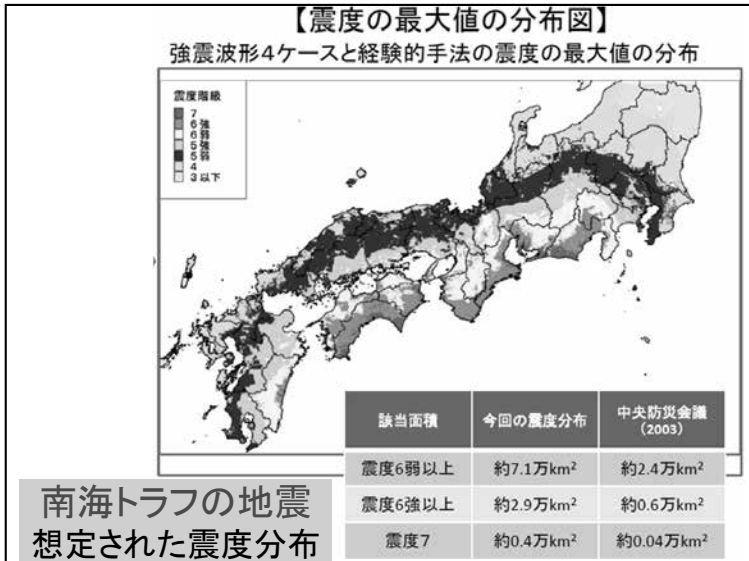 【震度の最大値の分布図】
強震波形4ケースと経験的手法の震度の最大値の分布
震度階級
7
6強
6弱
5強
5弱
4
3以下
該当面積 今回の震度分布 中央防災会議（2003）
震度6弱以上 約7.1万km² 約2.4万km²
震度6強以上 約2.9万km² 約0.6万km²
震度7 約0.4万km² 約0.04万km²
南海トラフの地震
想定された震度分布